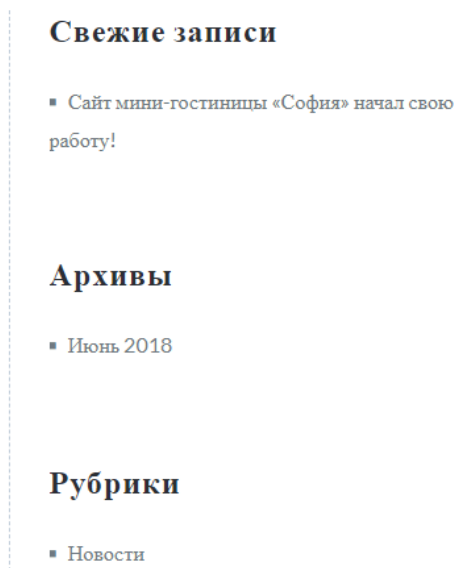 Свежие записи
Сайт мини-гостиницы «София» начал свою
работу!
Архивы
Июнь 2018
Рубрики
Новости